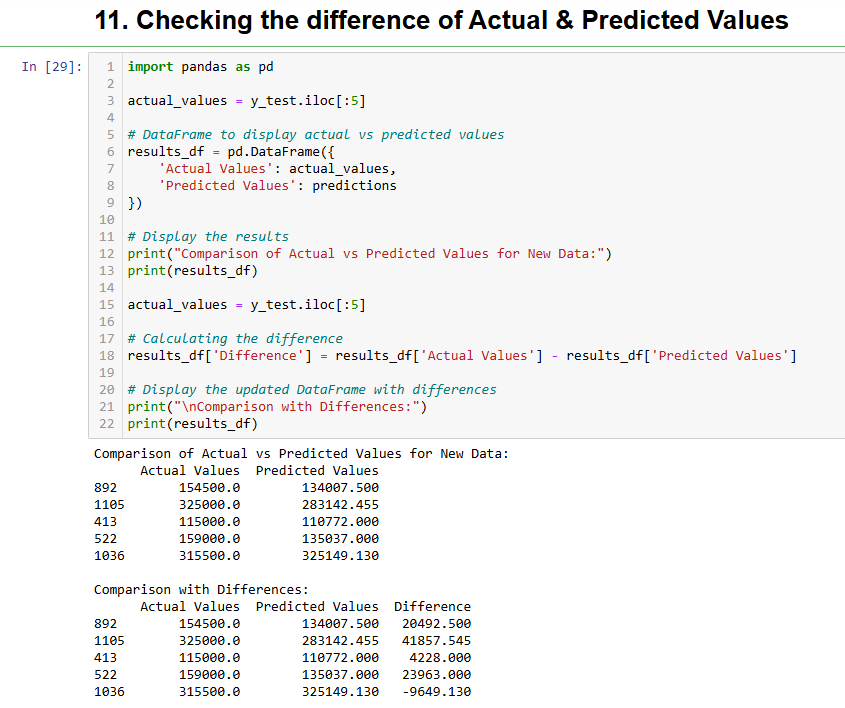 11. Checking the difference of Actual & Predicted Values
In [29]:
1 import pandas as pd
2
3 actual_values = y_test.iloc[:5]
4
5 # DataFrame to display actual vs predicted values
6 results_df = pd.DataFrame({
7     'Actual Values': actual_values,
8     'Predicted Values': predictions
9 })
10
11 # Display the results
12 print("Comparison of Actual vs Predicted Values for New Data:")
13 print(results_df)
14
15 actual_values = y_test.iloc[:5]
16
17 # Calculating the difference
18 results_df['Difference'] = results_df['Actual Values'] - results_df['Predicted Values']
19
20 # Display the updated DataFrame with differences
21 print("\nComparison with Differences:")
22 print(results_df)
Comparison of Actual vs Predicted Values for New Data:
      Actual Values  Predicted Values
892        154500.0        134007.500
1105       325000.0        283142.455
413        115000.0        110772.000
522        159000.0        135037.000
1036       315500.0        325149.130
Comparison with Differences:
      Actual Values  Predicted Values  Difference
892        154500.0        134007.500   20492.500
1105       325000.0        283142.455   41857.545
413        115000.0        110772.000    4228.000
522        159000.0        135037.000   23963.000
1036       315500.0        325149.130   -9649.130